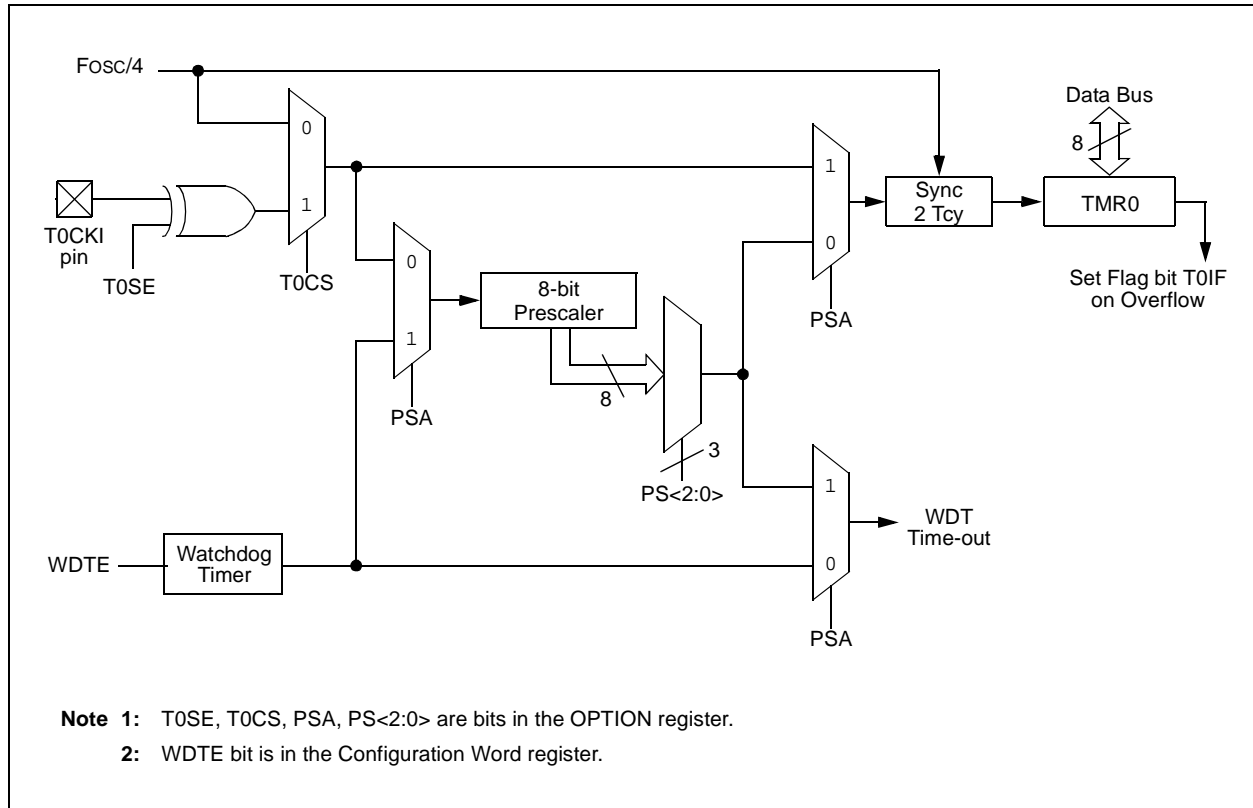 FOSC/4
Data Bus
0
1
8
T0CKI
pin
1
Sync
2 Tcy
TMR0
T0SE
T0CS
0
8-bit
Prescaler
0
PSA
Set Flag bit T0IF
on Overflow
1
PSA
8
3
PS<2:0>
1
WDT
Time-out
WDTE
Watchdog
Timer
0
PSA
Note 1: T0SE, T0CS, PSA, PS<2:0> are bits in the OPTION register.
2: WDTE bit is in the Configuration Word register.